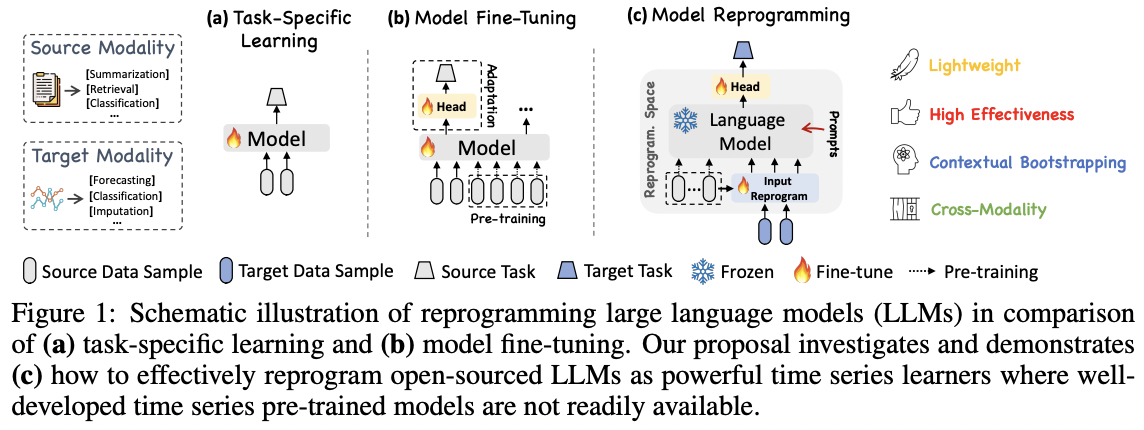 (a) Task-Specific
Learning
(b) Model Fine-Tuning
(c) Model Reprogramming
Source Modality
[Summarization]
[Retrieval]
[Classification]
...
Target Modality
[Forecasting]
[Classification]
[Imputation]
...
Model
Head
Adaptation
...
Model
Pre-training
Reprogram. Space
Head
Language
Model
Prompts
...
Input
Reprogram
Lightweight
High Effectiveness
Contextual Bootstrapping
Cross-Modality
Source Data Sample
Target Data Sample
Source Task
Target Task
Frozen
Fine-tune
Pre-training
Figure 1: Schematic illustration of reprogramming large language models (LLMs) in comparison
of (a) task-specific learning and (b) model fine-tuning. Our proposal investigates and demonstrates
(c) how to effectively reprogram open-sourced LLMs as powerful time series learners where well-
developed time series pre-trained models are not readily available.